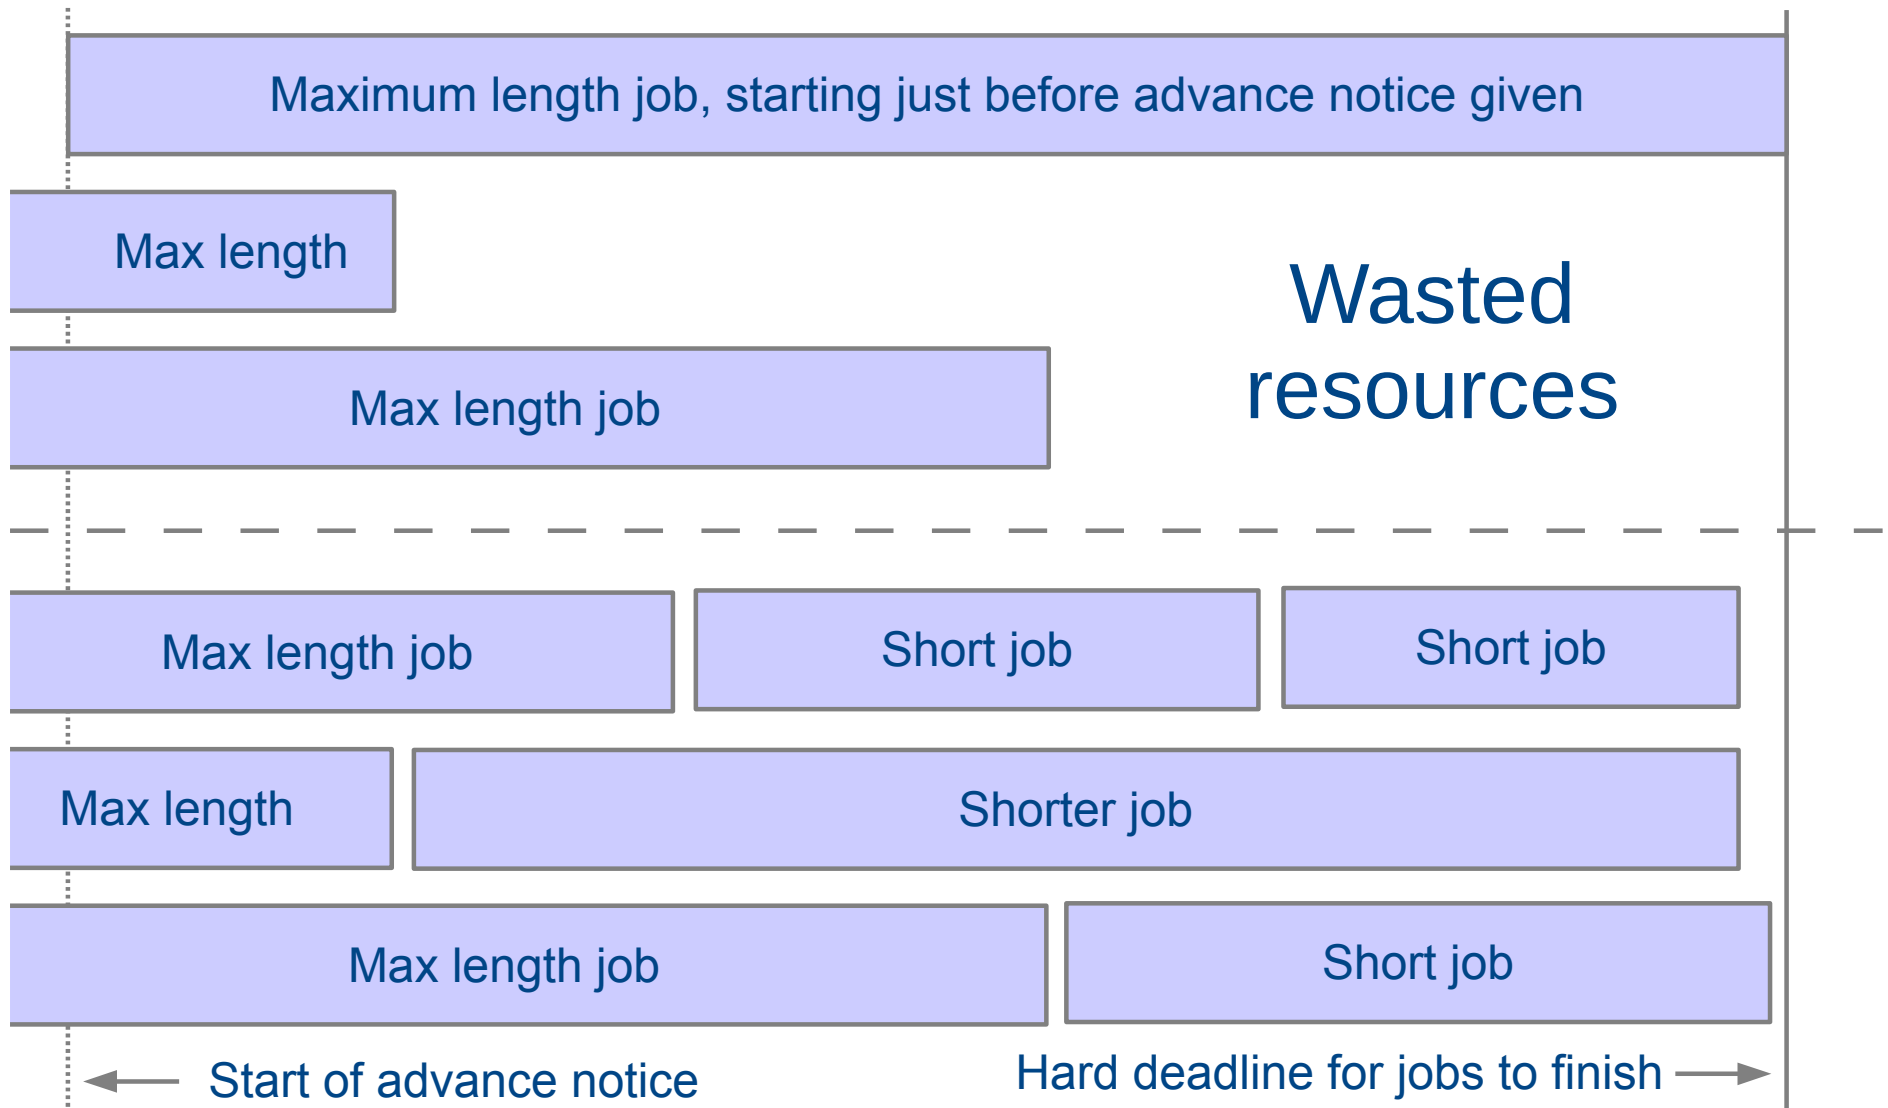 Maximum length job, starting just before advance notice given
Max length
Wasted
resources
Max length job
Max length job
Short job
Short job
Max length
Shorter job
Max length job
Short job
Start of advance notice
Hard deadline for jobs to finish